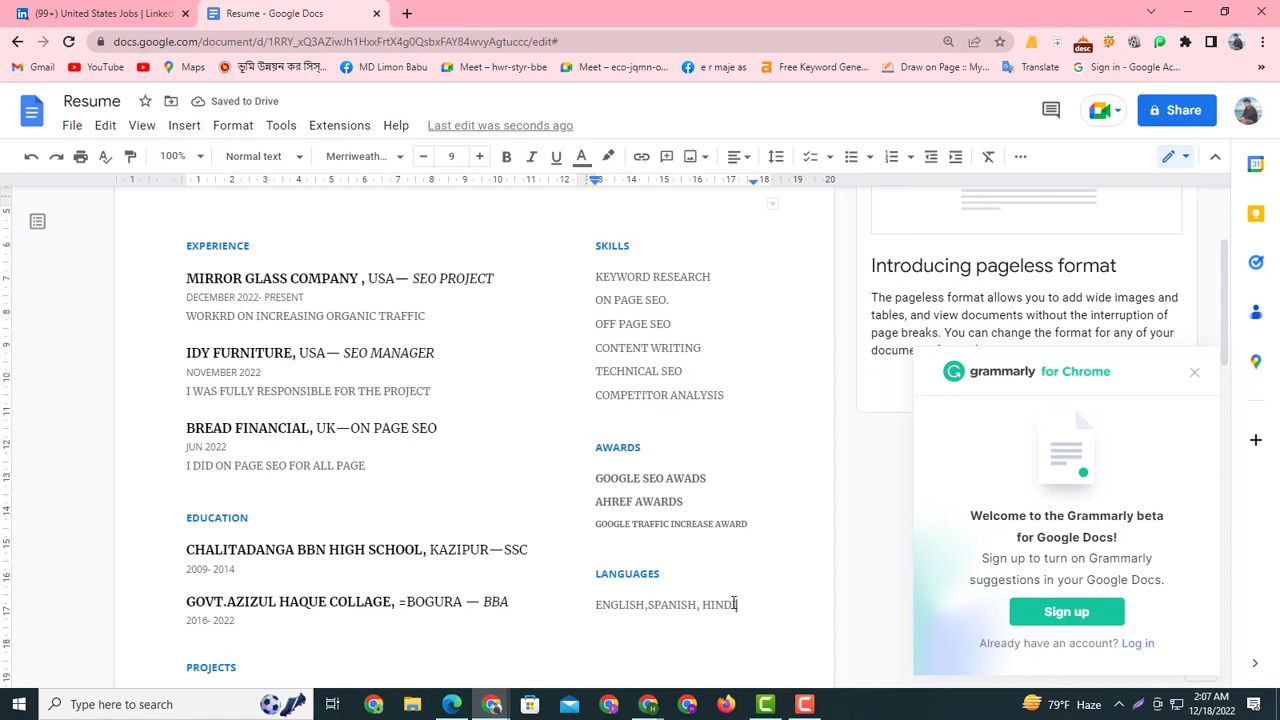 (99+) Video | Linked
Resume - Google Docs
docs.google.com/document/d/1RRY_xQ3AZiwJh1HxxFrtX4g0QsbxFAY84wvyAgtuccc/edit#
Gmail
YouTube
Maps
ভূমি উন্নয়ন কর সিস্...
MD Limon Babu
Meet – hwr-styr-bbe
Meet – eco-jqmy-dxp...
e r maje as
Free Keyword Gene...
Draw on Page || N...
Translate
Sign in - Google Ac...
desc
Resume
Saved to Drive
File Edit View Insert Format Tools Extensions Help Last edit was seconds ago
Share
100% Normal text Merriweath... 9
EXPERIENCE
MIRROR GLASS COMPANY , USA— SEO PROJECT
DECEMBER 2022- PRESENT
WORKRD ON INCREASING ORGANIC TRAFFIC
IDY FURNITURE, USA— SEO MANAGER
NOVEMBER 2022
I WAS FULLY RESPONSIBLE FOR THE PROJECT
BREAD FINANCIAL, UK—ON PAGE SEO
JUN 2022
I DID ON PAGE SEO FOR ALL PAGE
EDUCATION
CHALITADANGA BBN HIGH SCHOOL, KAZIPUR—SSC
2009- 2014
GOVT.AZIZUL HAQUE COLLAGE, =BOGURA — BBA
2016- 2022
PROJECTS
SKILLS
KEYWORD RESEARCH
ON PAGE SEO.
OFF PAGE SEO
CONTENT WRITING
TECHNICAL SEO
COMPETITOR ANALYSIS
AWARDS
GOOGLE SEO AWADS
AHREF AWARDS
GOOGLE TRAFFIC INCREASE AWARD
LANGUAGES
ENGLISH,SPANISH, HINDI
Introducing pageless format
The pageless format allows you to add wide images and
tables, and view documents without the interruption of
page breaks. You can change the format for any of your
grammarly for Chrome
Welcome to the Grammarly beta
for Google Docs!
Sign up to turn on Grammarly
suggestions in your Google Docs.
Sign up
Already have an account? Log in
Type here to search
79°F Haze
2:07 AM
12/18/2022